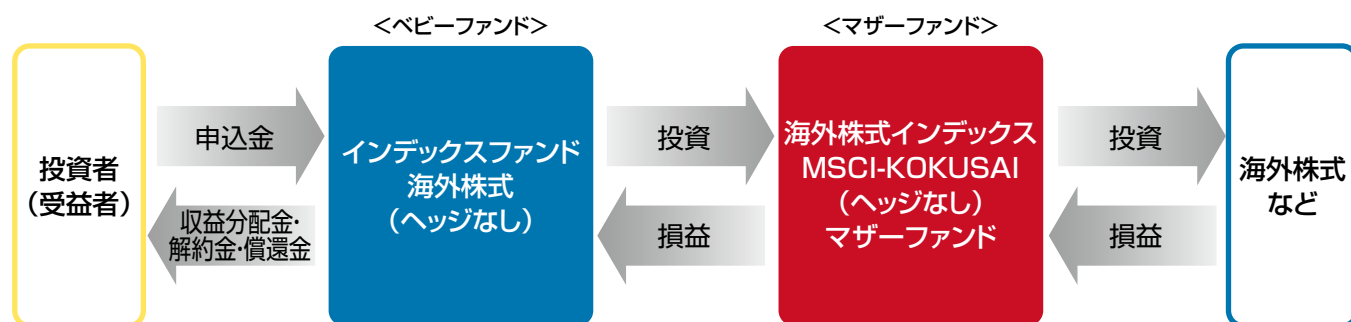 <ベビーファンド>
<マザーファンド>
投資者
(受益者)
申込金
収益分配金・
解約金・償還金
インデックスファンド
海外株式
(ヘッジなし)
投資
損益
海外株式インデックス
MSCI-KOKUSAI
(ヘッジなし)
マザーファンド
投資
損益
海外株式
など